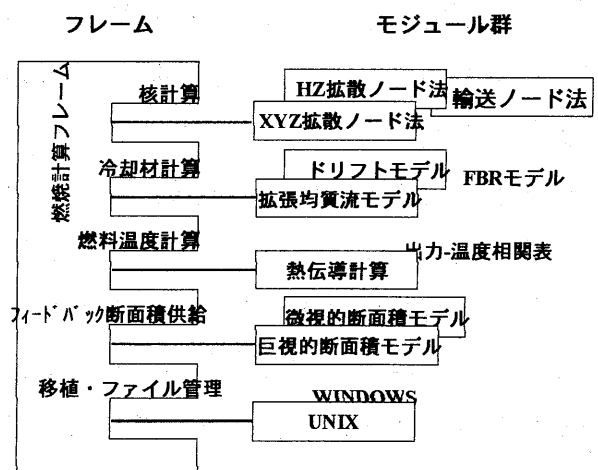 フレーム
モジュール群
燃焼計算フレーム
核計算
HZ拡散ノード法
輸送ノード法
XYZ拡散ノード法
冷却材計算
ドリフトモデル
FBRモデル
拡張均質流モデル
燃料温度計算
出力-温度相関表
熱伝導計算
フィードバック断面積供給
微視的断面積モデル
巨視的断面積モデル
移植・ファイル管理
WINDOWS
UNIX